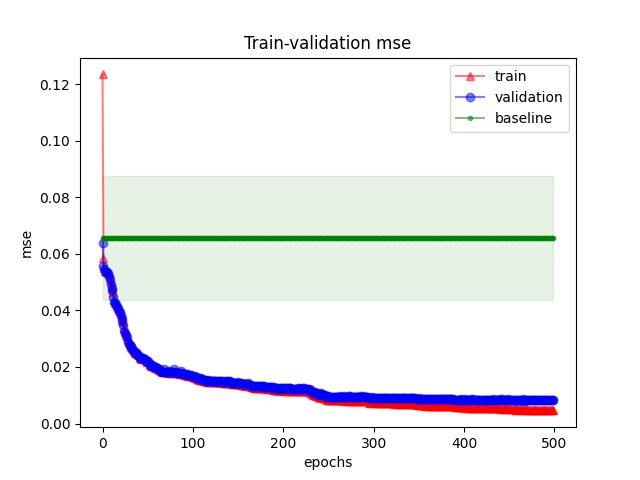 Train-validation mse
train
validation
baseline
0.12
0.10
0.08
0.06
0.04
0.02
0.00
mse
0 100 200 300 400 500
epochs